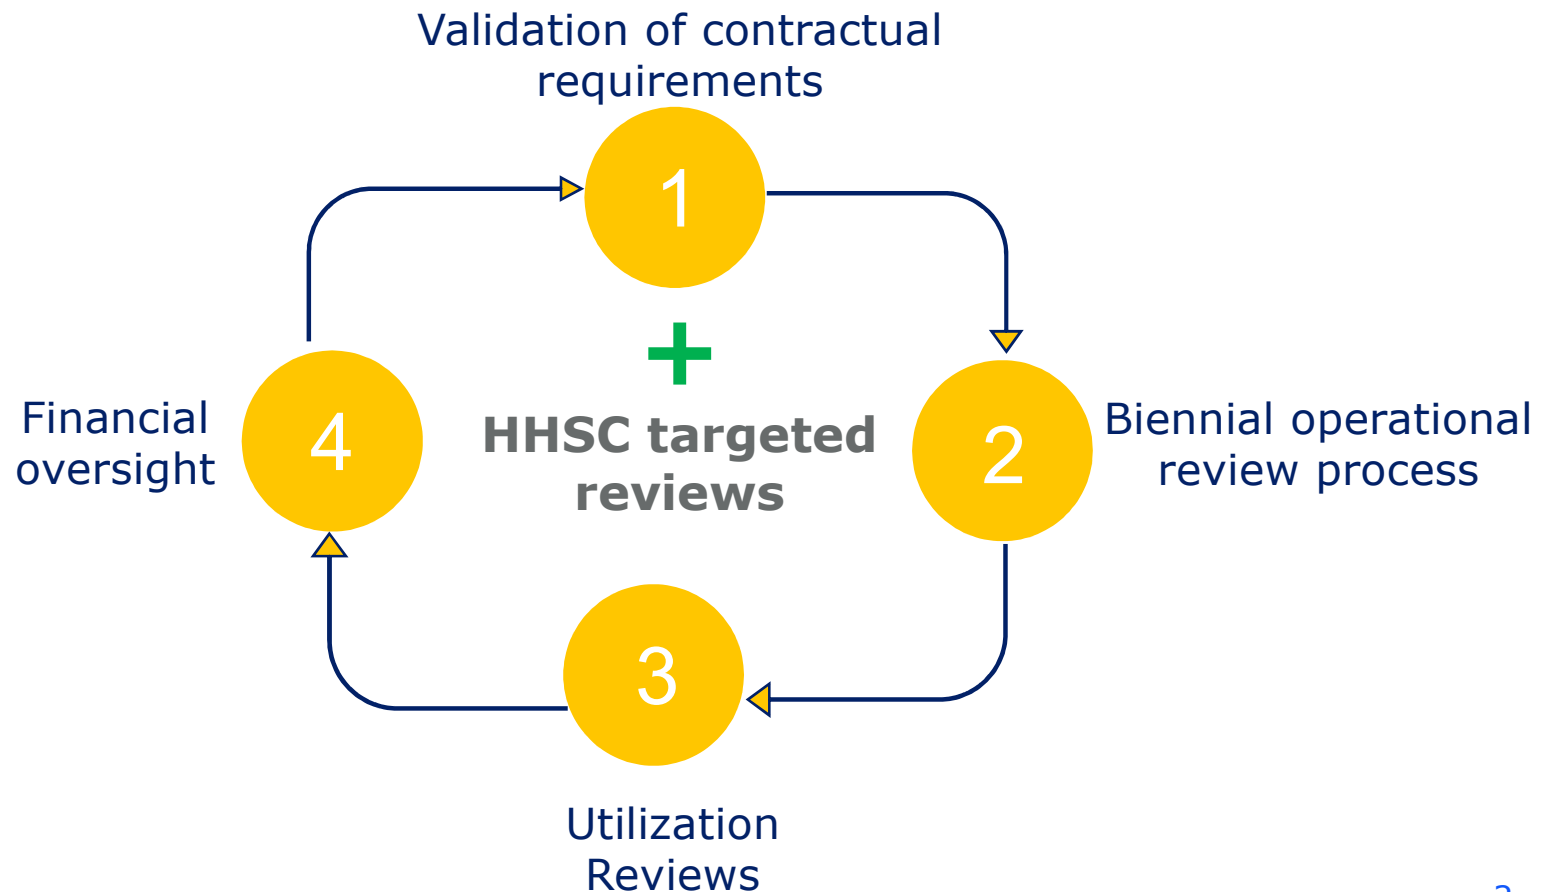 Validation of contractual
requirements
1
+
HHSC targeted
reviews
Financial
oversight
4
2
Biennial operational
review process
3
Utilization
Reviews